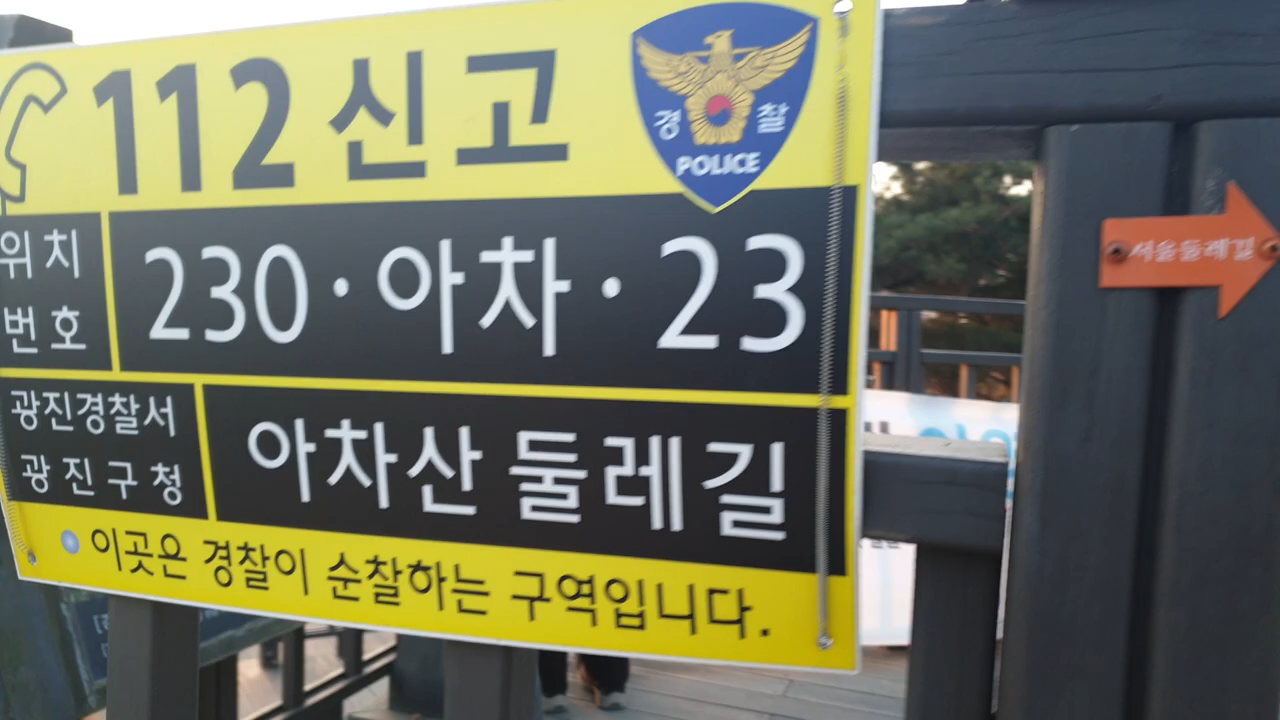 112 신고
경찰
POLICE
위치
번호
230·아차·23
광진경찰서
광진구청
아차산 둘레길
이곳은 경찰이 순찰하는 구역입니다.
서울둘레길